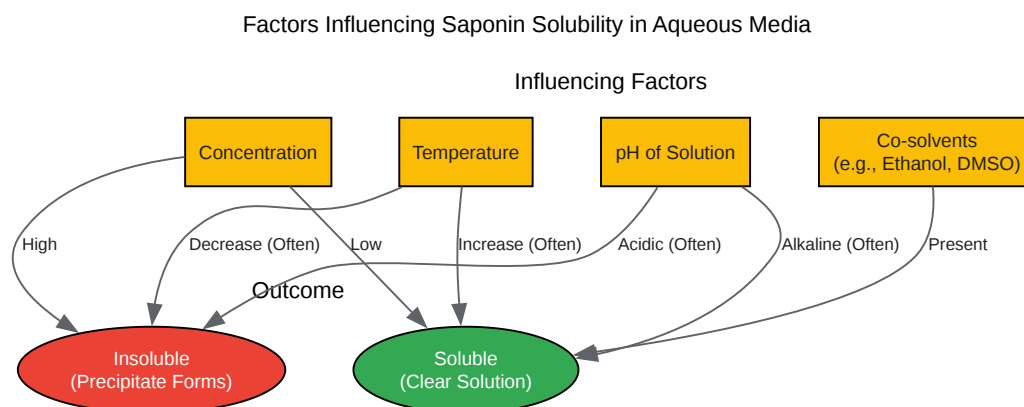 Factors Influencing Saponin Solubility in Aqueous Media
Influencing Factors
Concentration
Temperature
pH of Solution
Co-solvents
(e.g., Ethanol, DMSO)
High
Decrease (Often)
Low
Increase (Often)
Acidic (Often)
Alkaline (Often)
Present
Outcome
Insoluble
(Precipitate Forms)
Soluble
(Clear Solution)